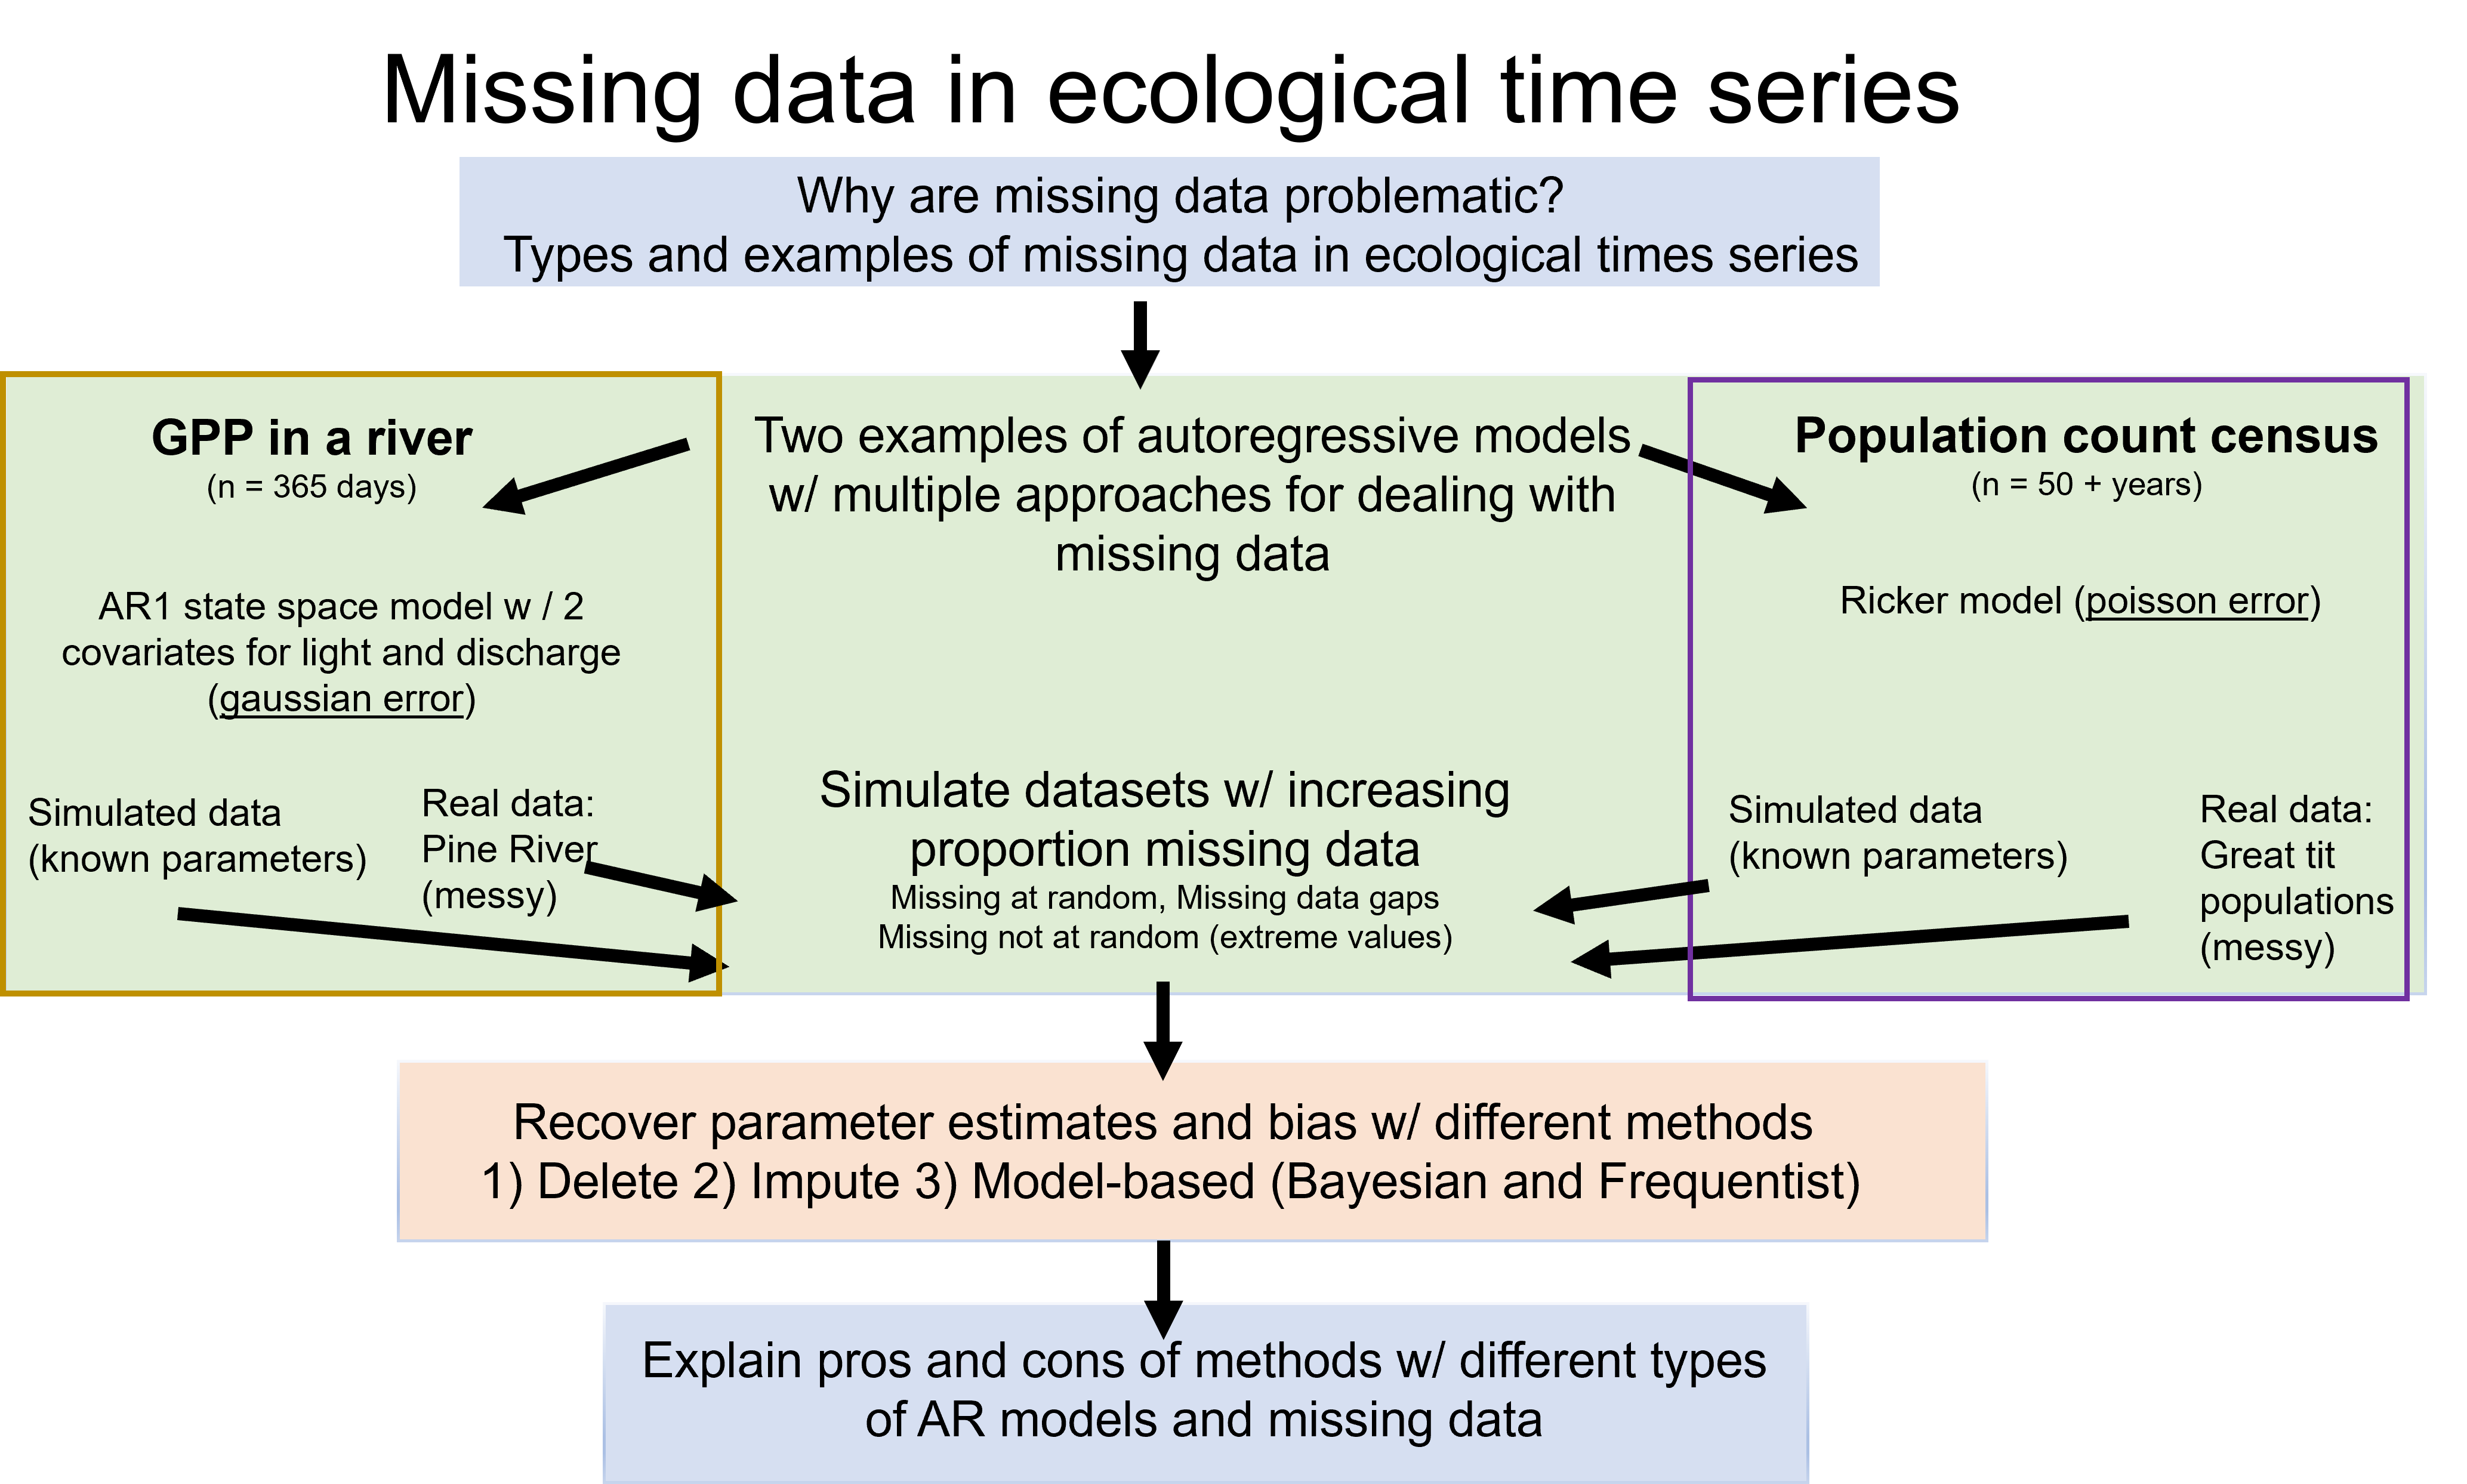 Missing data in ecological time series
Why are missing data problematic?
Types and examples of missing data in ecological times series
GPP in a river
(n = 365 days)
AR1 state space model w / 2
covariates for light and discharge
(gaussian error)
Simulated data
(known parameters)
Real data:
Pine River
(messy)
Two examples of autoregressive models
w/ multiple approaches for dealing with
missing data
Simulate datasets w/ increasing
proportion missing data
Missing at random, Missing data gaps
Missing not at random (extreme values)
Population count census
(n = 50 + years)
Ricker model (poisson error)
Simulated data
(known parameters)
Real data:
Great tit
populations
(messy)
Recover parameter estimates and bias w/ different methods
1) Delete 2) Impute 3) Model-based (Bayesian and Frequentist)
Explain pros and cons of methods w/ different types
of AR models and missing data